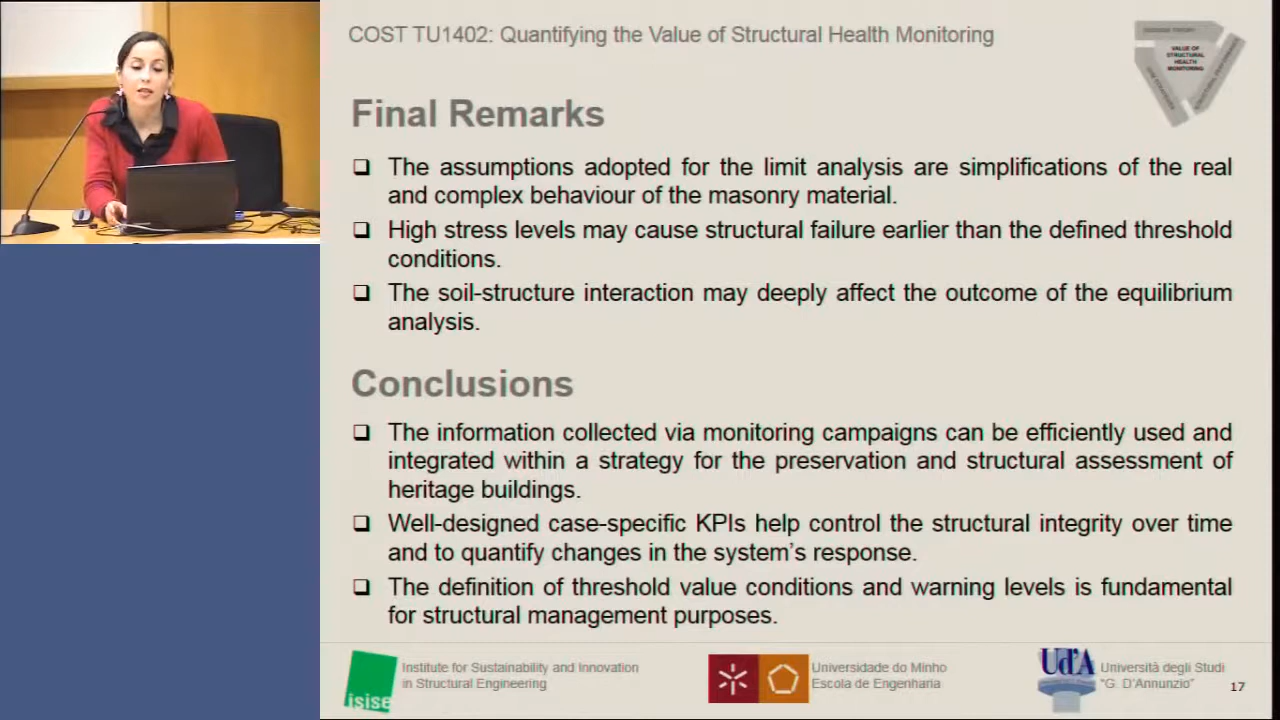 COST TU1402: Quantifying the Value of Structural Health Monitoring
VALUE OF
STRUCTURAL
HEALTH
MONITORING
Final Remarks
❑ The assumptions adopted for the limit analysis are simplifications of the real
and complex behaviour of the masonry material.
❑ High stress levels may cause structural failure earlier than the defined threshold
conditions.
❑ The soil-structure interaction may deeply affect the outcome of the equilibrium
analysis.
Conclusions
❑ The information collected via monitoring campaigns can be efficiently used and
integrated within a strategy for the preservation and structural assessment of
heritage buildings.
❑ Well-designed case-specific KPIs help control the structural integrity over time
and to quantify changes in the system's response.
❑ The definition of threshold value conditions and warning levels is fundamental
for structural management purposes.
isise
Institute for Sustainability and Innovation
in Structural Engineering
Universidade do Minho
Escola de Engenharia
Ud'A
Università degli Studi
"G. D'Annunzio"
17